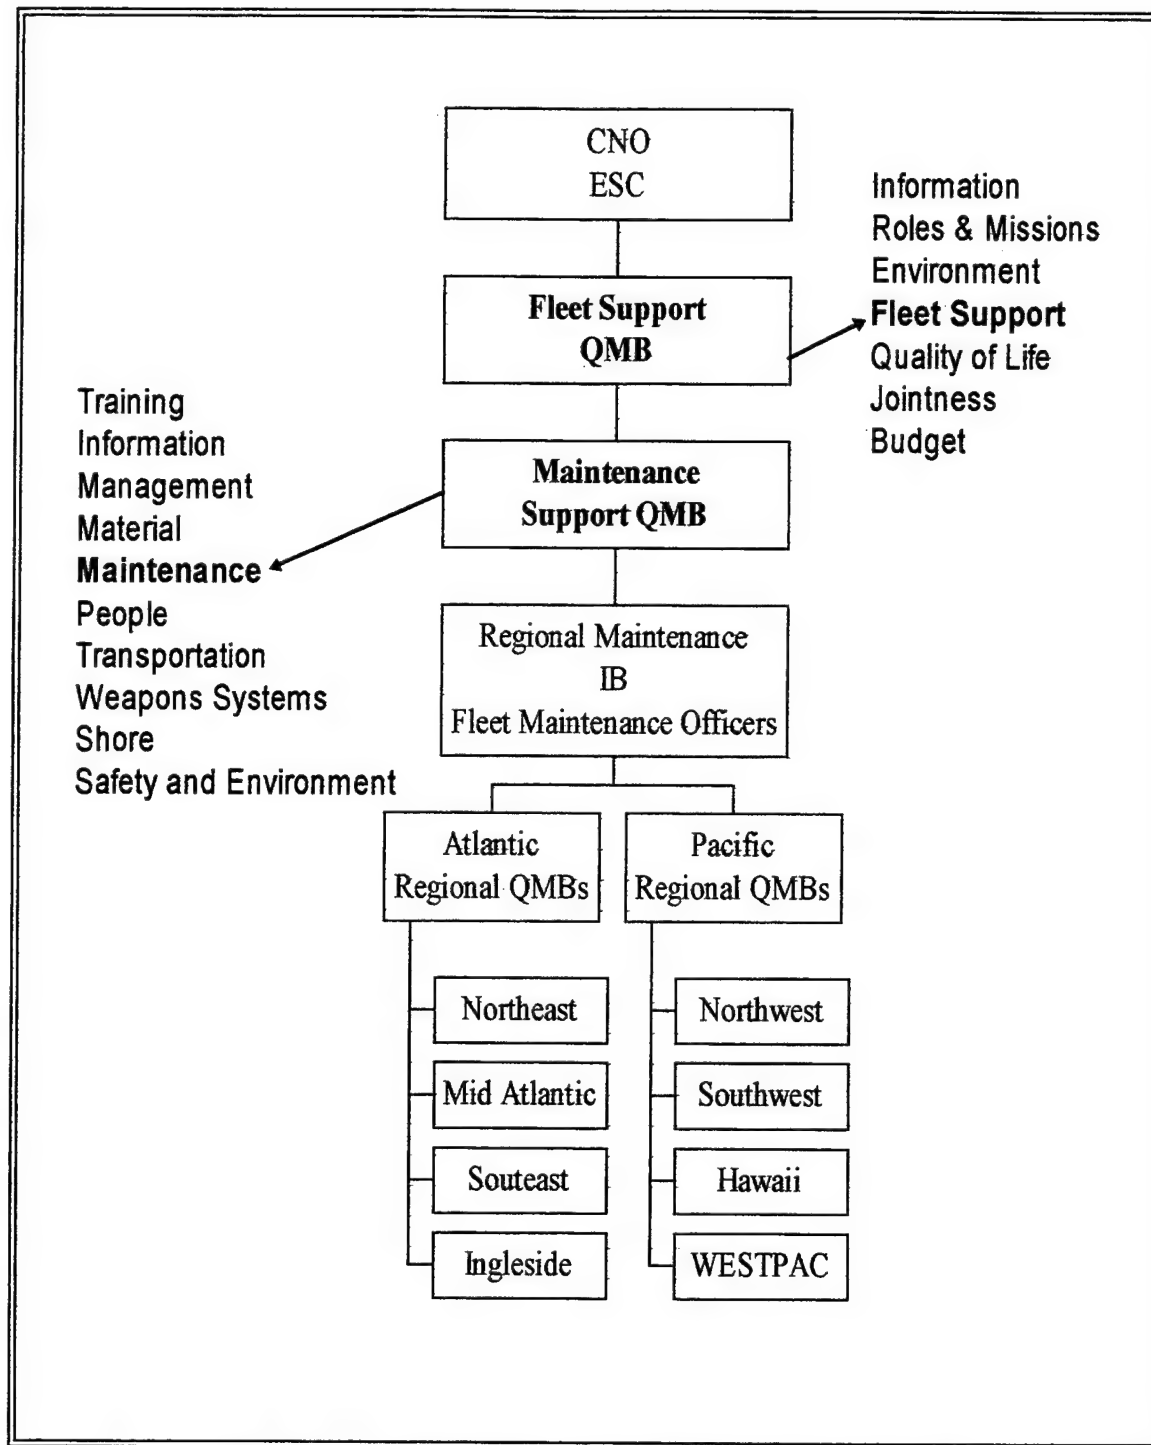 CNO
ESC
Information
Roles & Missions
Environment
Fleet Support
Quality of Life
Jointness
Budget
Fleet Support
QMB
Training
Information
Management
Material
Maintenance
People
Transportation
Weapons Systems
Shore
Safety and Environment
Maintenance
Support QMB
Regional Maintenance
IB
Fleet Maintenance Officers
Atlantic
Regional QMBs
Pacific
Regional QMBs
Northeast
Mid Atlantic
Souteast
Ingleside
Northwest
Southwest
Hawaii
WESTPAC